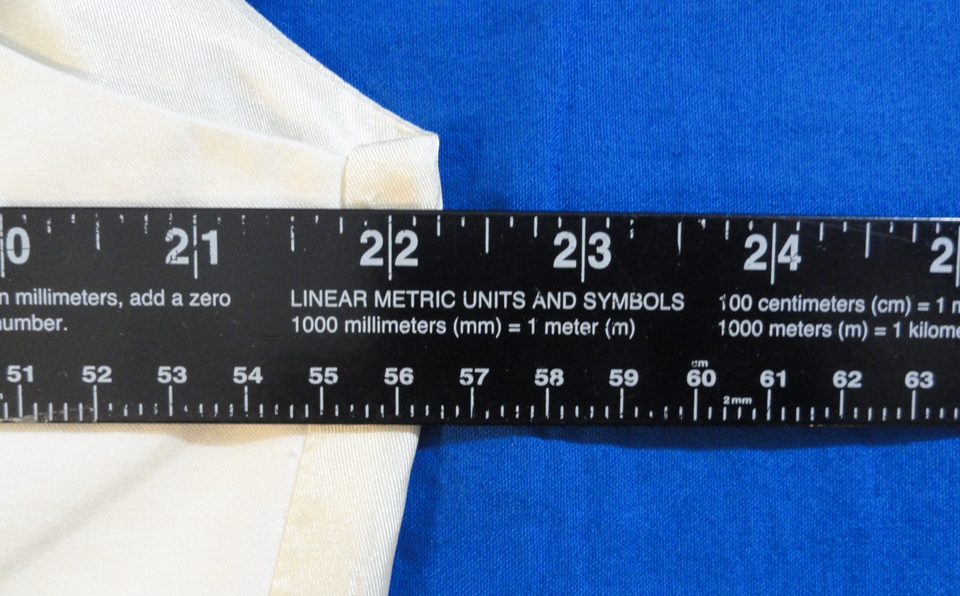 0 21 22 23 24 2
n millimeters, add a zero LINEAR METRIC UNITS AND SYMBOLS 100 centimeters (cm) = 1 m
number. 1000 millimeters (mm) = 1 meter (m) 1000 meters (m) = 1 kilome
cm
51 52 53 54 55 56 57 58 59 60 61 62 63
2mm